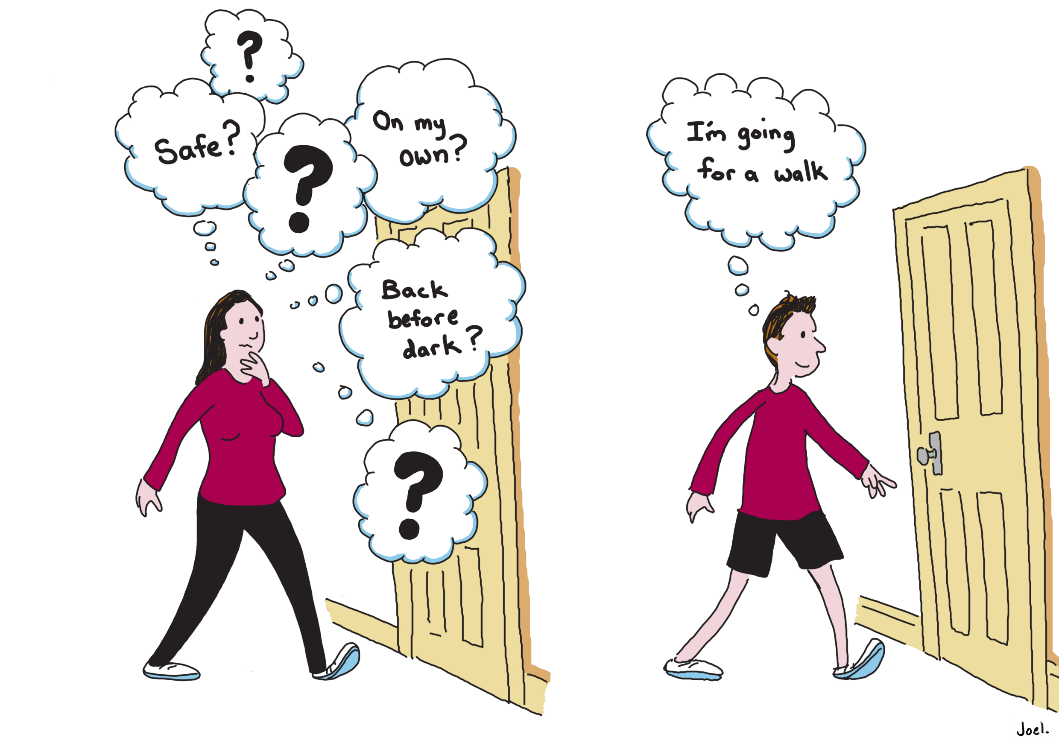 ?
Safe?
?
On my
own?
Back
before
dark?
?
I'm going
for a walk
Joel.